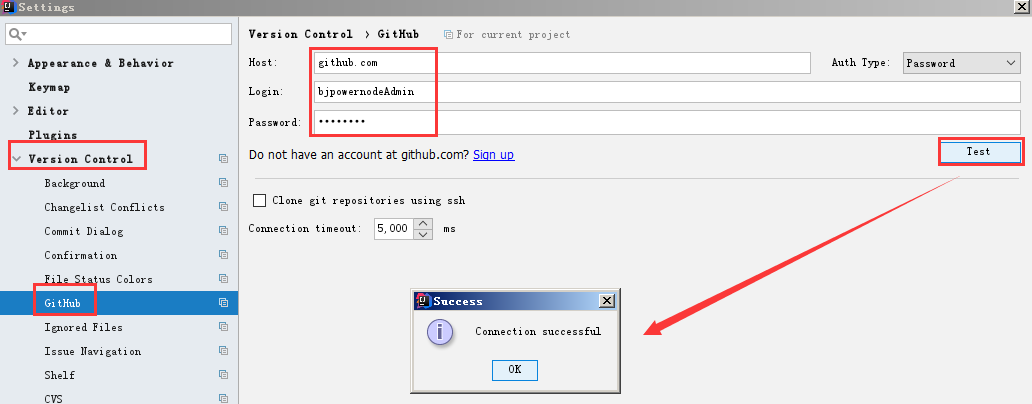 Settings
Appearance & Behavior
Keymap
Editor
Plugins
Version Control
Background
Changelist Conflicts
Commit Dialog
Confirmation
File Status Colors
GitHub
Ignored Files
Issue Navigation
Shelf
CVS
Version Control > GitHub For current project
Host: github.com Auth Type: Password
Login: bjpowernodeAdmin
Password: ••••••••
Do not have an account at github.com? Sign up
Test
Clone git repositories using ssh
Connection timeout: 5,000 ms
Success
Connection successful
OK